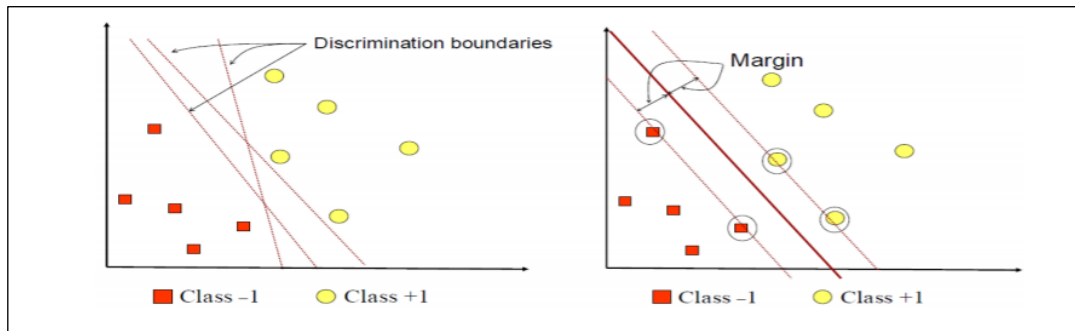 Discrimination boundaries
Class –1 Class +1
Margin
Class –1 Class +1